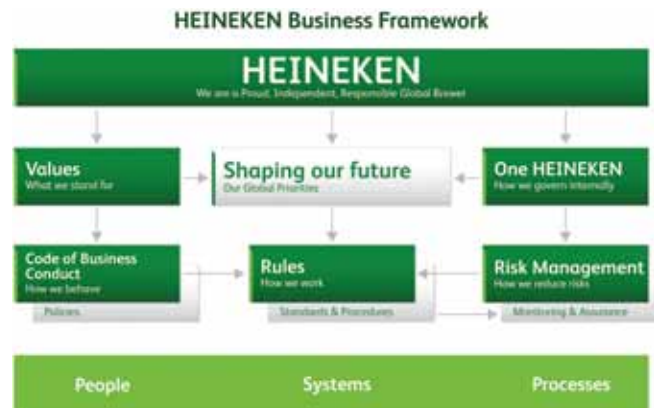 HEINEKEN Business Framework
HEINEKEN
We are a Proud, Independent, Responsible Global Brewer
Values
What we stand for
Shaping our future
Our Global Priorities
One HEINEKEN
How we govern internally
Code of Business
Conduct
How we behave
Policies
Rules
How we work
Standards & Procedures
Risk Management
How we reduce risks
Monitoring & Assurance
People
Systems
Processes